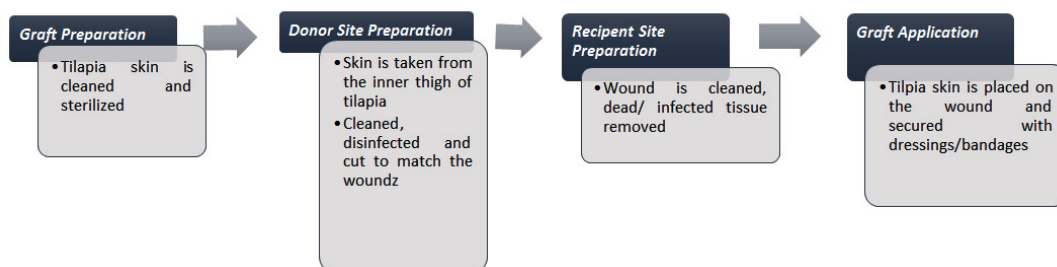 Graft Preparation
• Tilapia skin is
cleaned and
sterilized
Donor Site Preparation
• Skin is taken from
the inner thigh of
tilapia
• Cleaned,
disinfected and
cut to match the
woundz
Recipent Site
Preparation
• Wound is cleaned,
dead/ infected tissue
removed
Graft Application
• Tilpia skin is placed on
the wound and
secured with
dressings/bandages